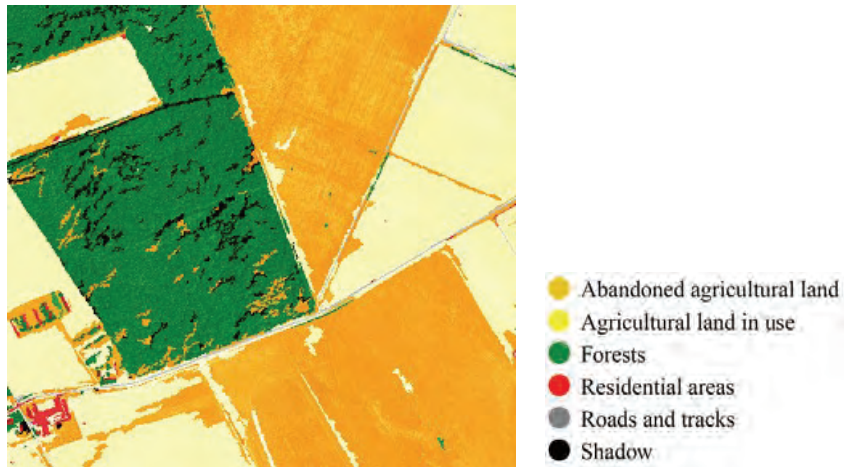 Abandoned agricultural land
Agricultural land in use
Forests
Residential areas
Roads and tracks
Shadow